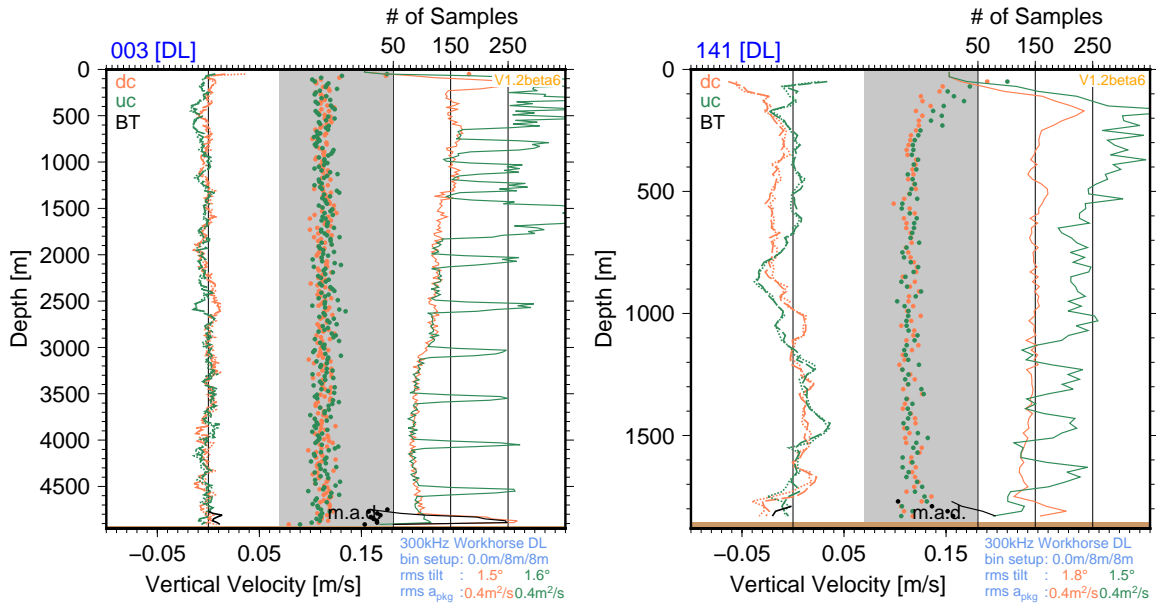 # of Samples
003 [DL]
50 150 250
V1.2beta6
dc
uc
BT
0
500
1000
1500
2000
2500
3000
3500
4000
4500
Depth [m]
m.a.d.
−0.05 0.05 0.15
Vertical Velocity [m/s]
300kHz Workhorse DL
bin setup: 0.0m/8m/8m
rms tilt : 1.5° 1.6°
rms a pkg : 0.4m²/s 0.4m²/s
# of Samples
141 [DL]
50 150 250
V1.2beta6
dc
uc
BT
0
500
1000
1500
Depth [m]
m.a.d.
−0.05 0.05 0.15
Vertical Velocity [m/s]
300kHz Workhorse DL
bin setup: 0.0m/8m/8m
rms tilt : 1.8° 1.5°
rms a pkg : 0.4m²/s 0.4m²/s